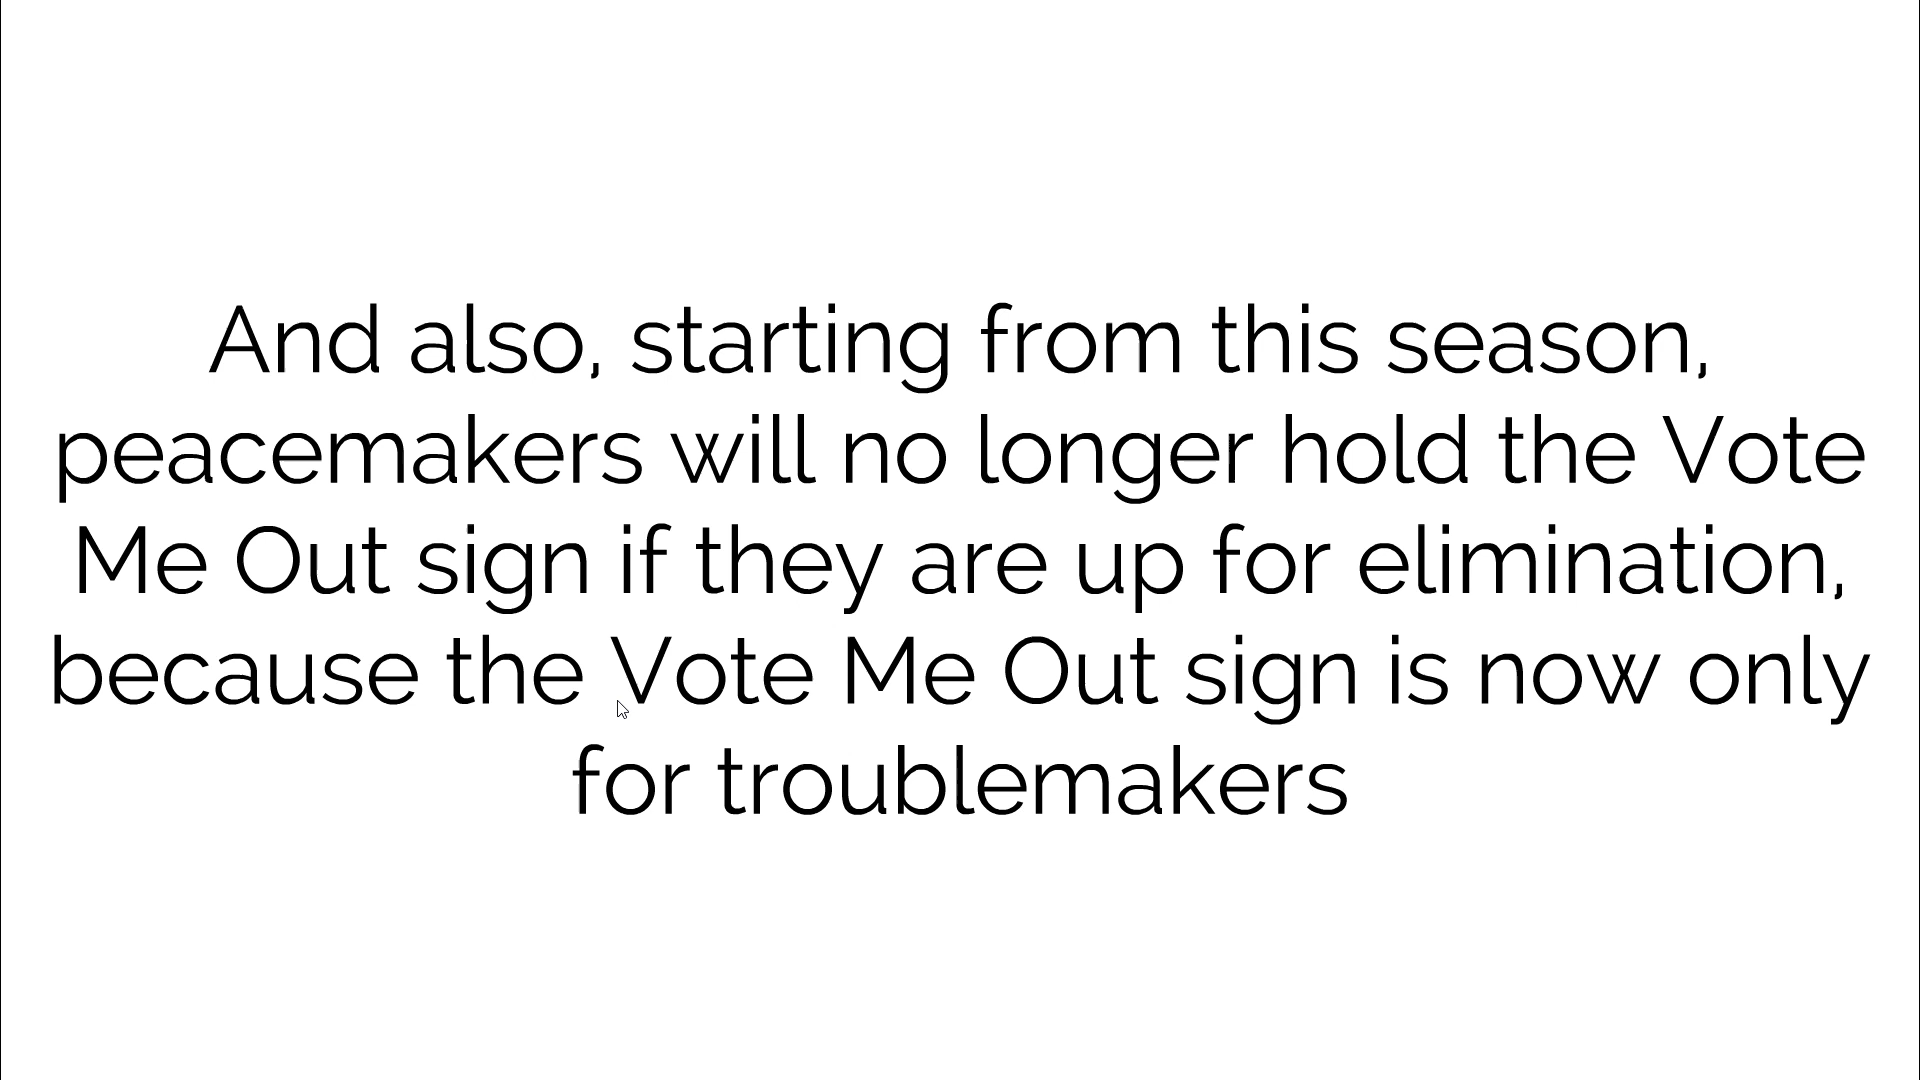 And also, starting from this season,
peacemakers will no longer hold the Vote
Me Out sign if they are up for elimination,
because the Vote Me Out sign is now only
for troublemakers